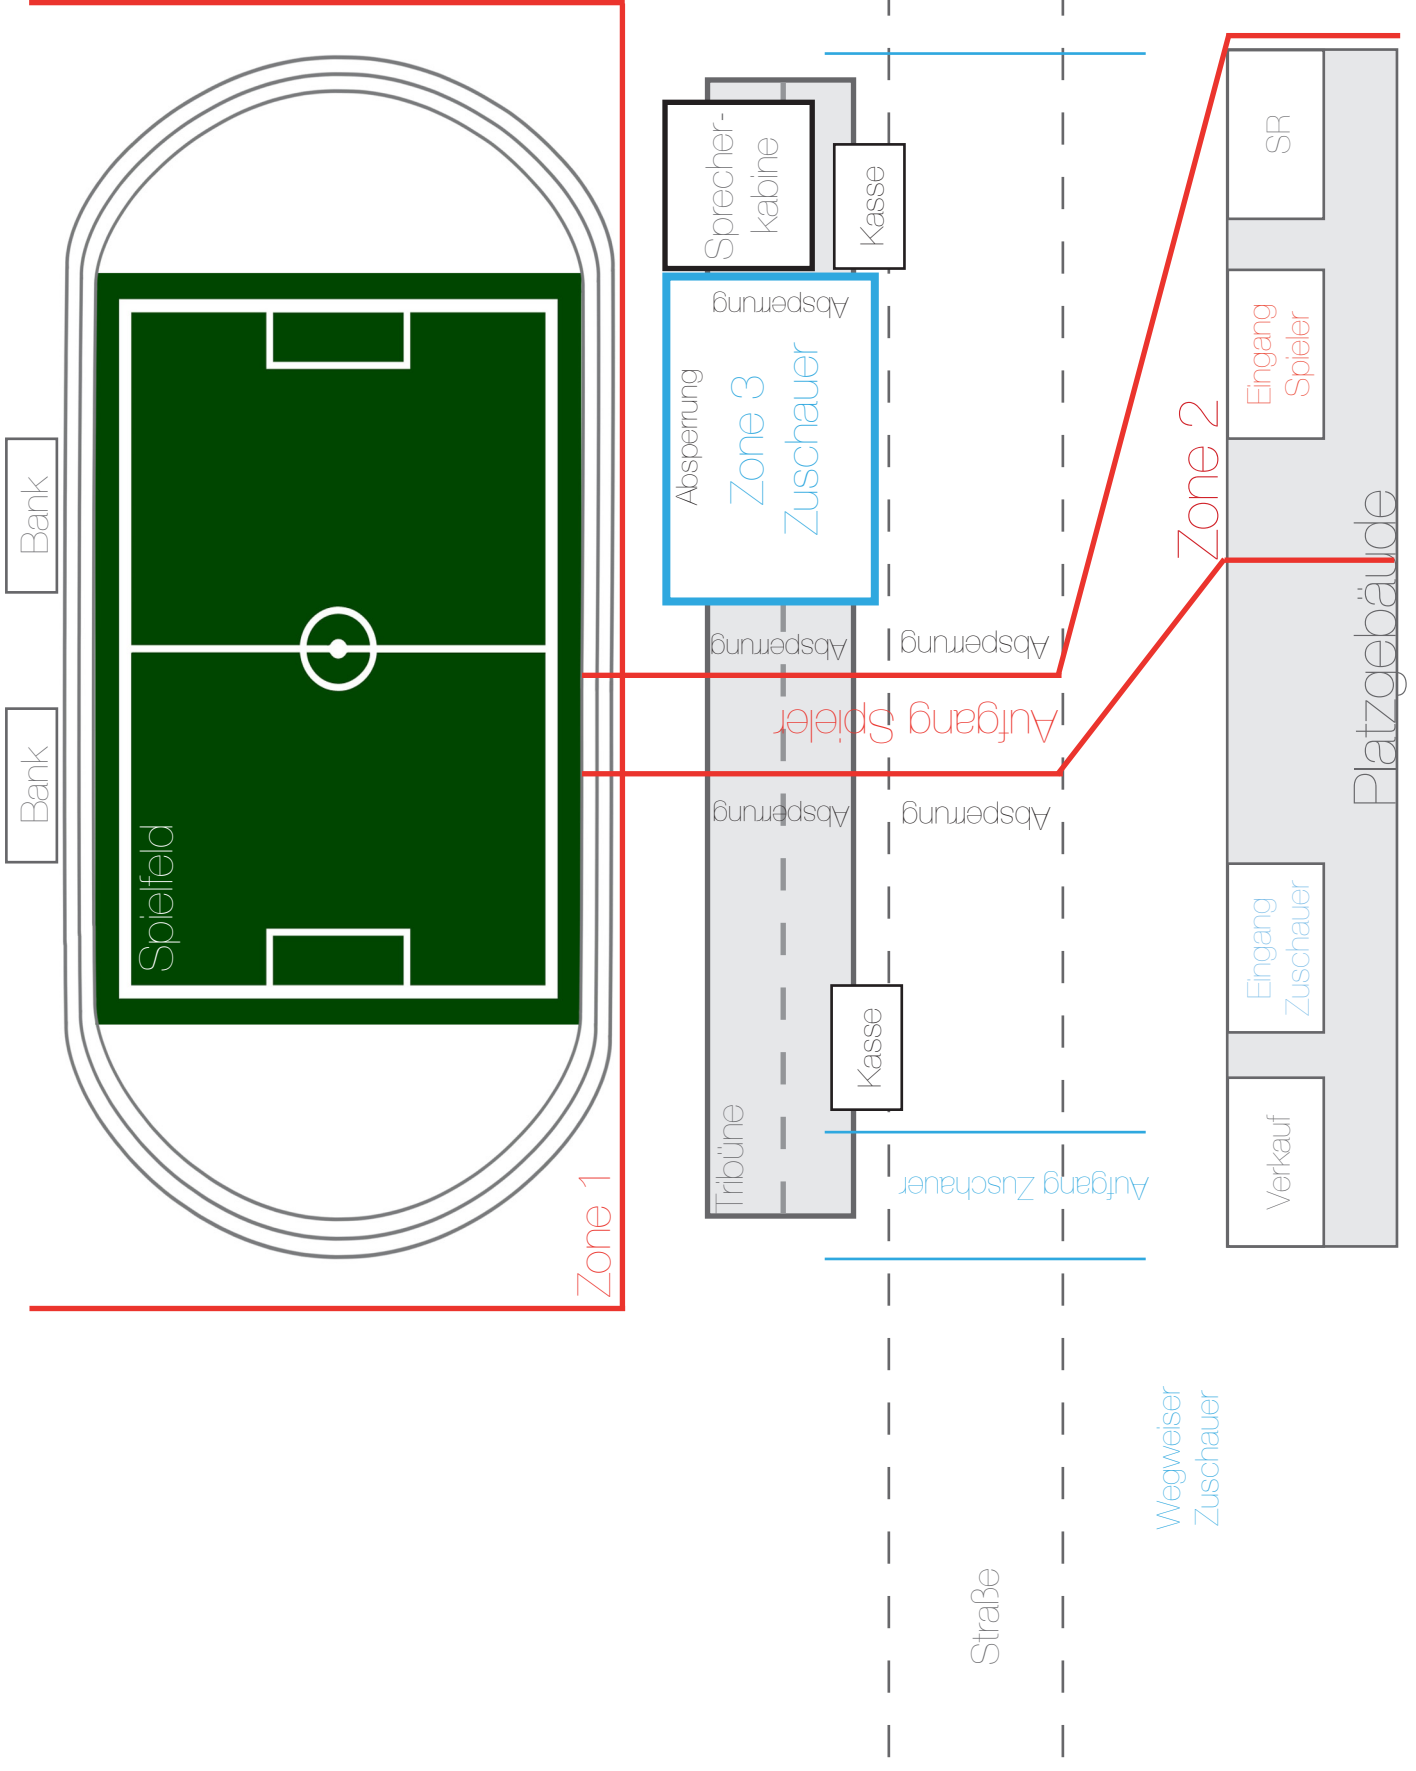 Bank
Bank
Spielfeld
Zone 1
Sprecher-
kabine
Kasse
Absperrung
Absperrung
Zone 3
Zuschauer
Absperrung
Absperrung
Aufgang Spieler
Absperrung
Absperrung
Kasse
Tribüne
Aufgang Zuschauer
Straße
Wegweiser
Zuschauer
Zone 2
SR
Eingang
Spieler
Platzgebäude
Eingang
Zuschauer
Verkauf